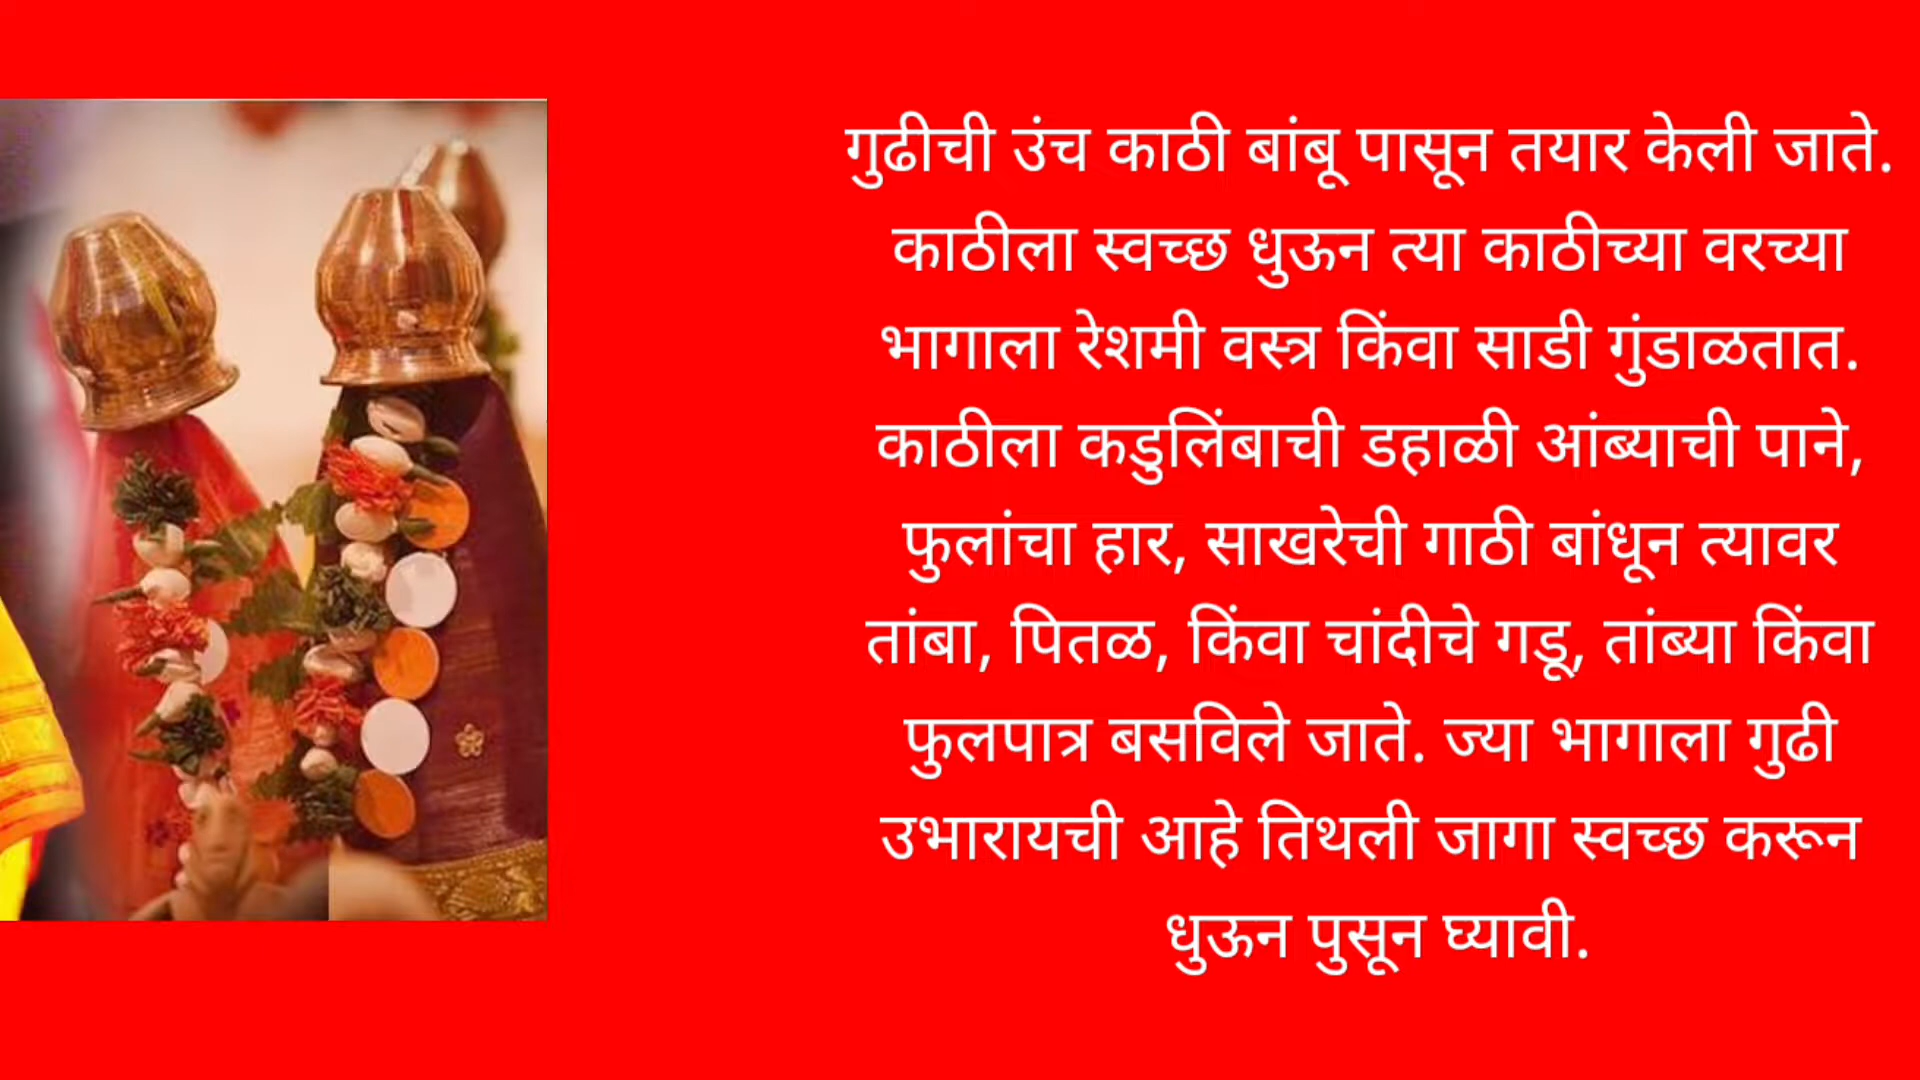 गुढीची उंच काठी बांबू पासून तयार केली जाते.
काठीला स्वच्छ धुऊन त्या काठीच्या वरच्या
भागाला रेशमी वस्त्र किंवा साडी गुंडाळतात.
काठीला कडुलिंबाची डहाळी आंब्याची पाने,
फुलांचा हार, साखरेची गाठी बांधून त्यावर
तांबा, पितळ, किंवा चांदीचे गडू, तांब्या किंवा
फुलपात्र बसविले जाते. ज्या भागाला गुढी
उभारायची आहे तिथली जागा स्वच्छ करून
धुऊन पुसून घ्यावी.